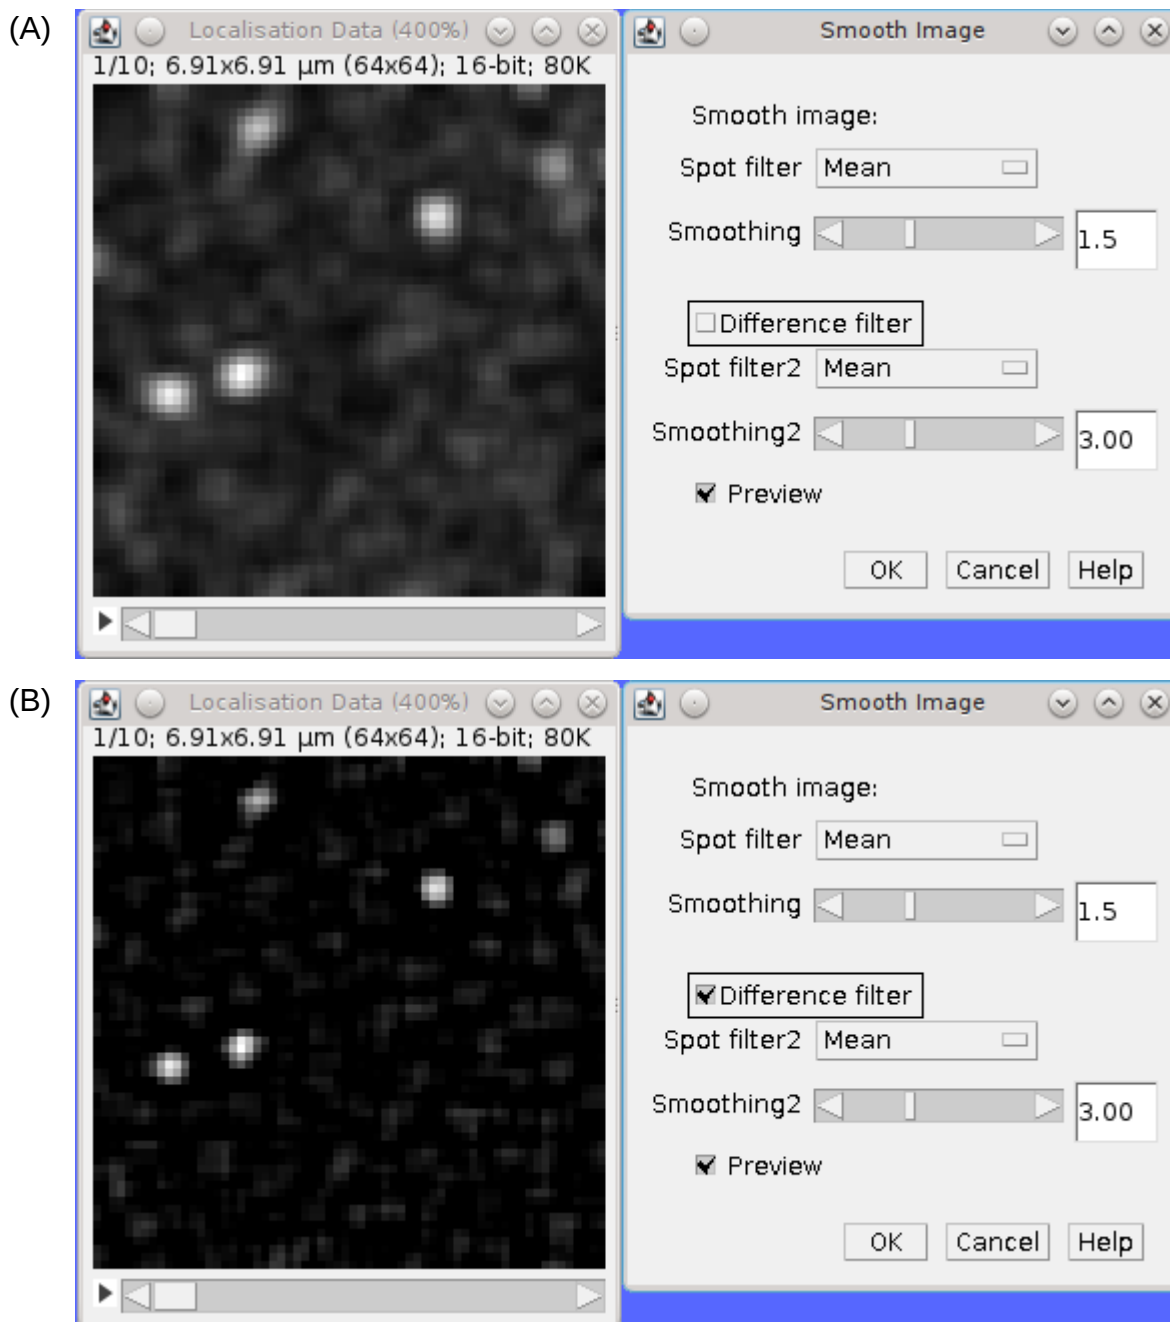 (A)
Localisation Data (400%)
1/10; 6.91x6.91 µm (64x64); 16-bit; 80K
Smooth Image
Smooth image:
Spot filter Mean
Smoothing 1.5
Difference filter
Spot filter2 Mean
Smoothing2 3.00
Preview
OK Cancel Help
(B)
Localisation Data (400%)
1/10; 6.91x6.91 µm (64x64); 16-bit; 80K
Smooth Image
Smooth image:
Spot filter Mean
Smoothing 1.5
Difference filter
Spot filter2 Mean
Smoothing2 3.00
Preview
OK Cancel Help